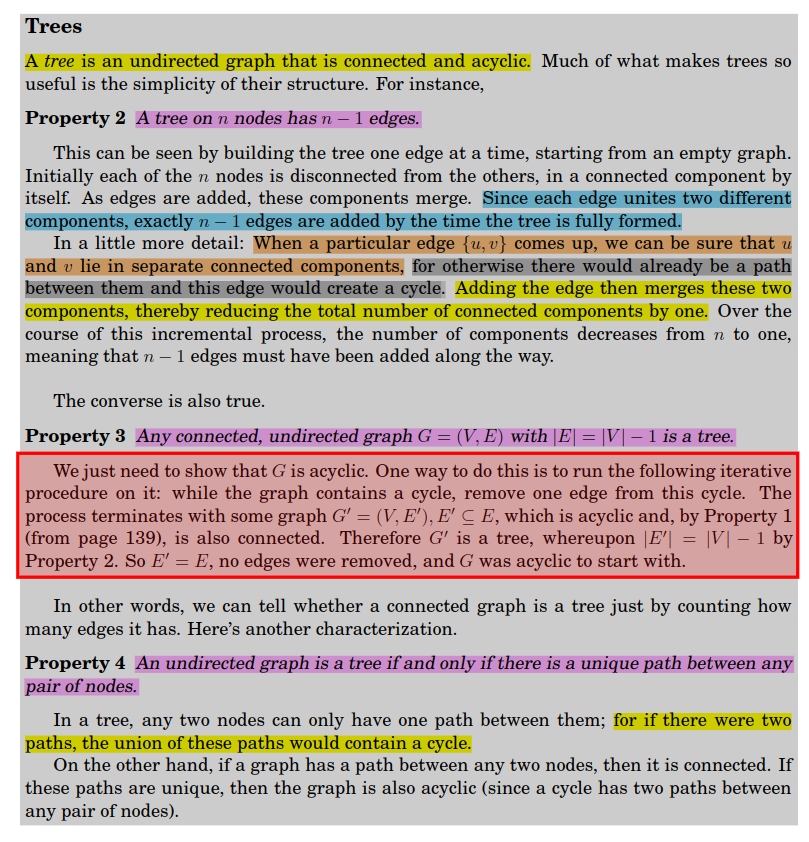 Trees
A tree is an undirected graph that is connected and acyclic. Much of what makes trees so
useful is the simplicity of their structure. For instance,
Property 2 A tree on n nodes has n − 1 edges.
This can be seen by building the tree one edge at a time, starting from an empty graph.
Initially each of the n nodes is disconnected from the others, in a connected component by
itself. As edges are added, these components merge. Since each edge unites two different
components, exactly n − 1 edges are added by the time the tree is fully formed.
In a little more detail: When a particular edge {u, v} comes up, we can be sure that u
and v lie in separate connected components, for otherwise there would already be a path
between them and this edge would create a cycle. Adding the edge then merges these two
components, thereby reducing the total number of connected components by one. Over the
course of this incremental process, the number of components decreases from n to one,
meaning that n − 1 edges must have been added along the way.
The converse is also true.
Property 3 Any connected, undirected graph G = (V, E) with |E| = |V| − 1 is a tree.
We just need to show that G is acyclic. One way to do this is to run the following iterative
procedure on it: while the graph contains a cycle, remove one edge from this cycle. The
process terminates with some graph G′ = (V, E′), E′ ⊆ E, which is acyclic and, by Property 1
(from page 139), is also connected. Therefore G′ is a tree, whereupon |E′| = |V| − 1 by
Property 2. So E′ = E, no edges were removed, and G was acyclic to start with.
In other words, we can tell whether a connected graph is a tree just by counting how
many edges it has. Here's another characterization.
Property 4 An undirected graph is a tree if and only if there is a unique path between any
pair of nodes.
In a tree, any two nodes can only have one path between them; for if there were two
paths, the union of these paths would contain a cycle.
On the other hand, if a graph has a path between any two nodes, then it is connected. If
these paths are unique, then the graph is also acyclic (since a cycle has two paths between
any pair of nodes).